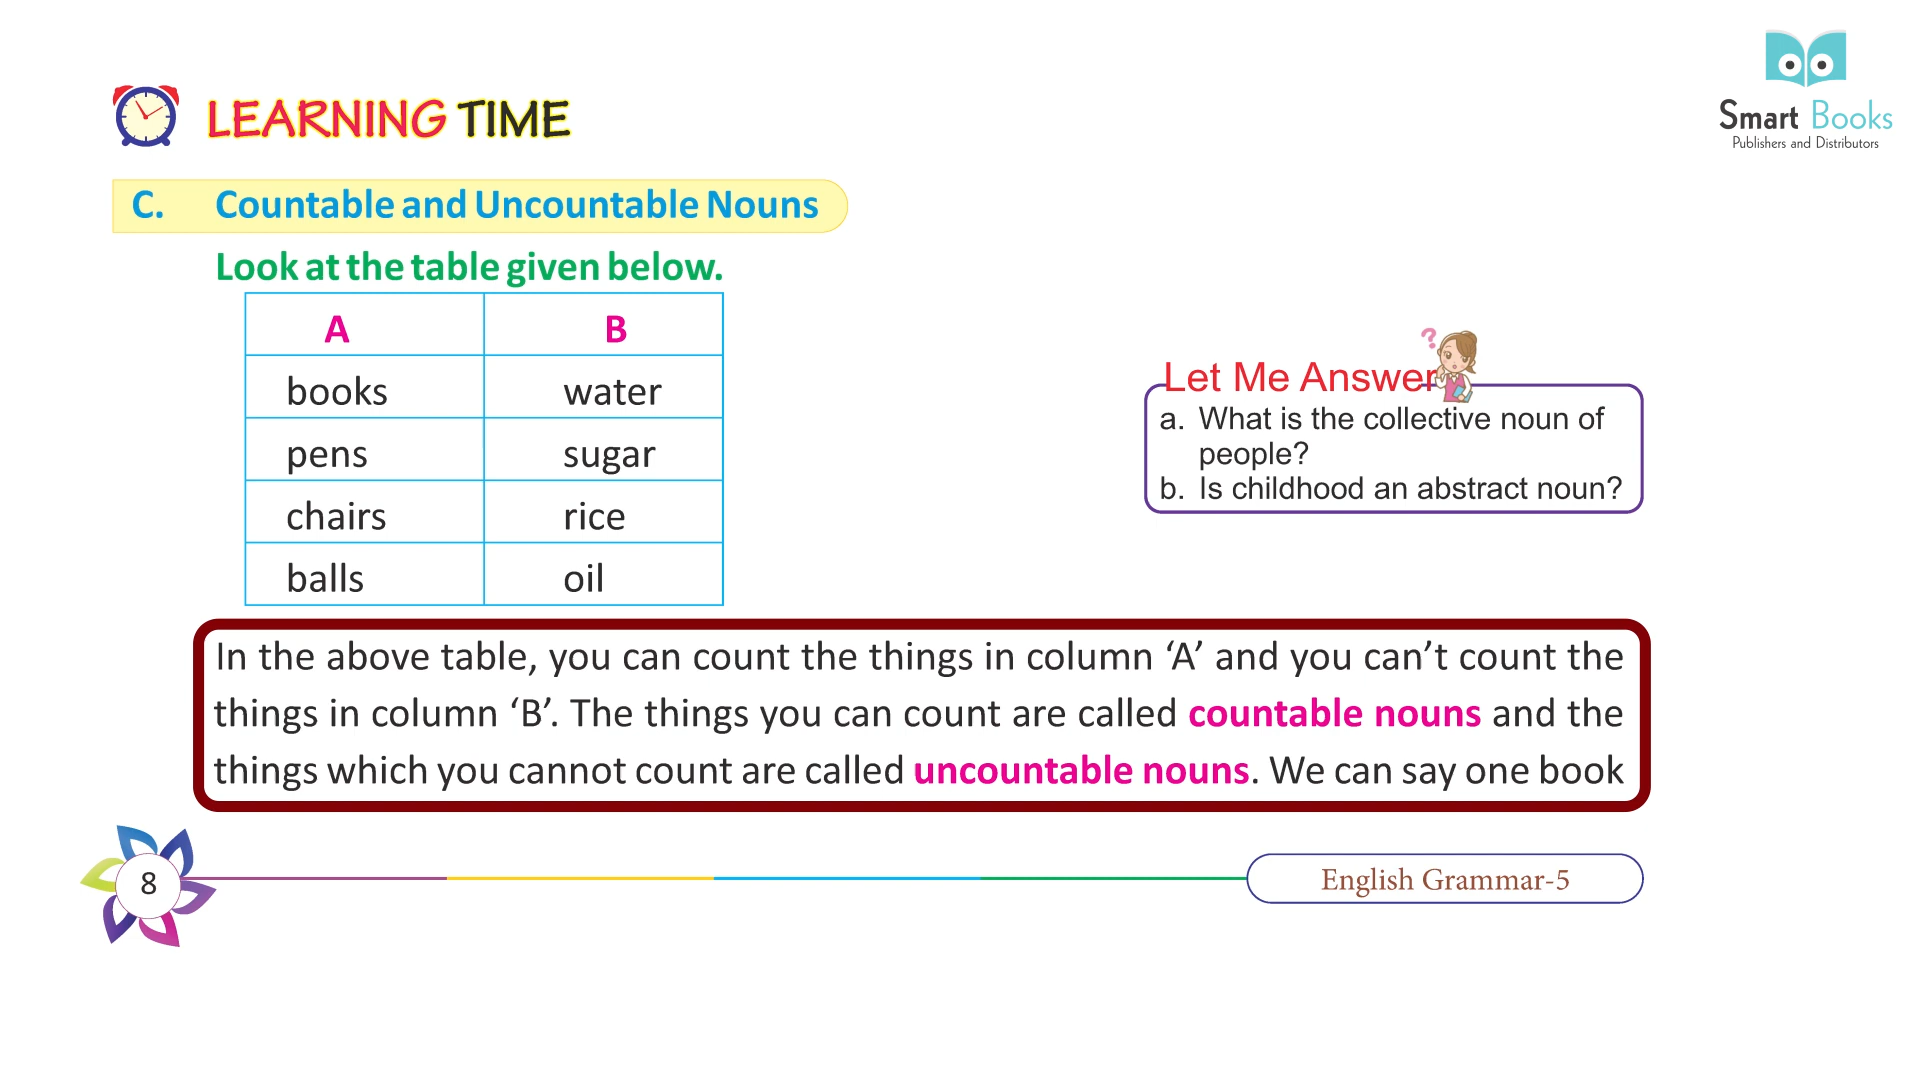 Smart Books
Publishers and Distributors
LEARNING TIME
C. Countable and Uncountable Nouns
Look at the table given below.
A B
books water
pens sugar
chairs rice
balls oil
?
Let Me Answer
a. What is the collective noun of
people?
b. Is childhood an abstract noun?
In the above table, you can count the things in column ‘A’ and you can’t count the
things in column ‘B’. The things you can count are called countable nouns and the
things which you cannot count are called uncountable nouns. We can say one book
8
English Grammar-5